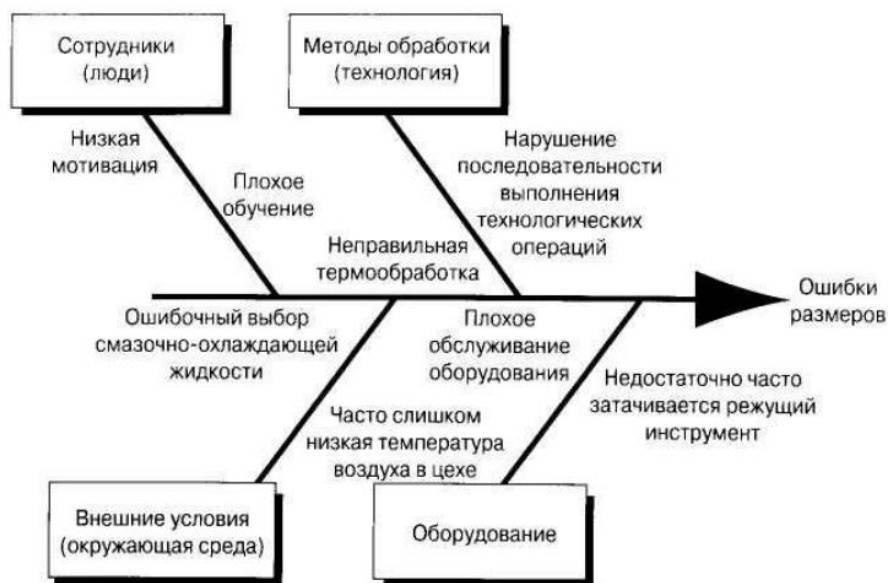 Сотрудники
(люди)
Методы обработки
(технология)
Низкая
мотивация
Плохое
обучение
Нарушение
последовательности
выполнения
технологических
операций
Неправильная
термообработка
Ошибки
размеров
Ошибочный выбор
смазочно-охлаждающей
жидкости
Плохое
обслуживание
оборудования
Недостаточно часто
затачивается режущий
инструмент
Часто слишком
низкая температура
воздуха в цехе
Внешние условия
(окружающая среда)
Оборудование